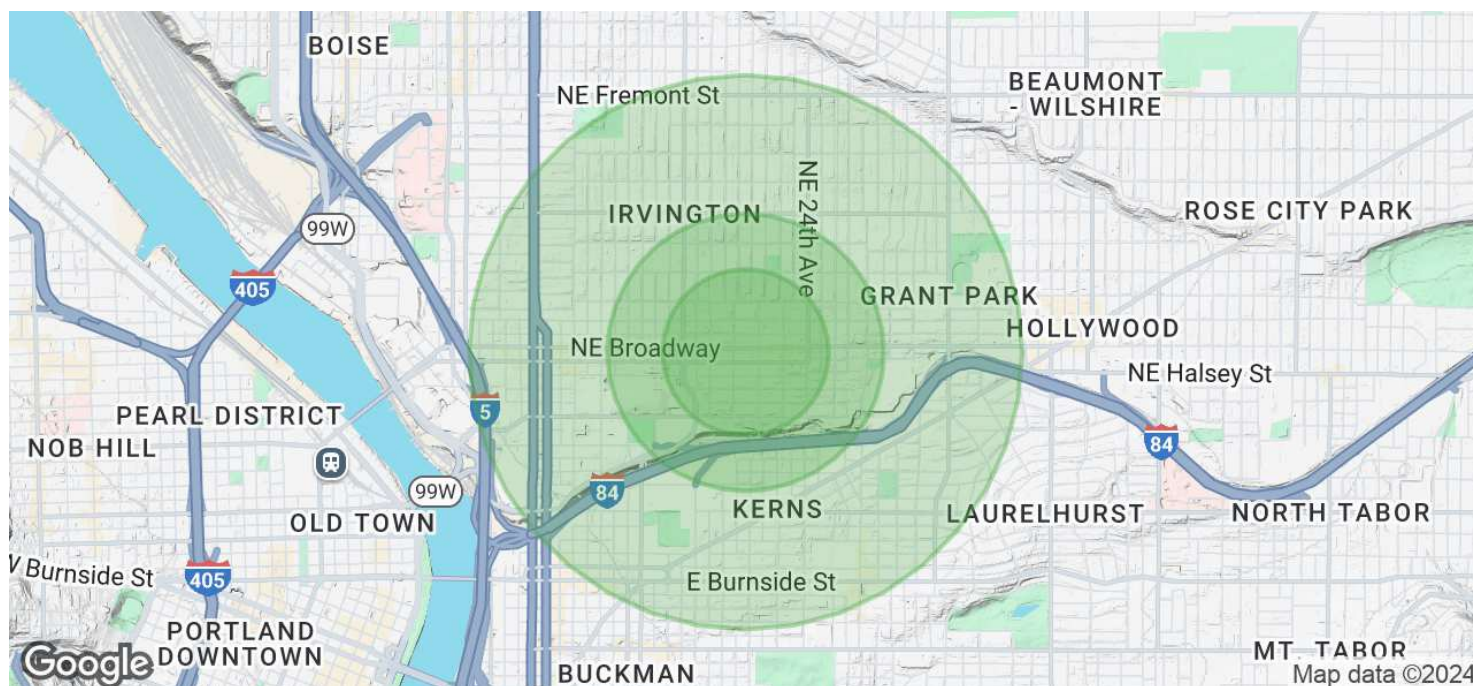 BOISE
NE Fremont St
BEAUMONT
- WILSHIRE
NE 24th Ave
IRVINGTON
ROSE CITY PARK
99W
405
GRANT PARK
HOLLYWOOD
NE Broadway
NE Halsey St
PEARL DISTRICT
5
NOB HILL
84
99W
84
OLD TOWN
KERNS
LAURELHURST
NORTH TABOR
W Burnside St
405
E Burnside St
PORTLAND
DOWNTOWN
MT. TABOR
Google
BUCKMAN
Map data ©2024